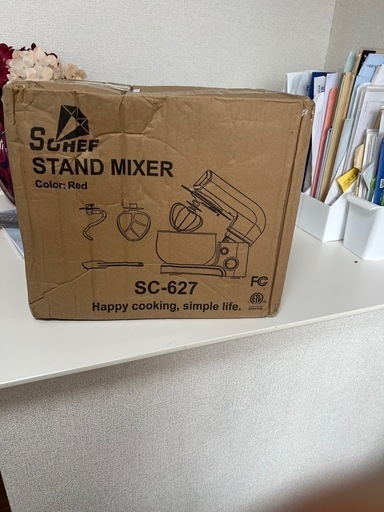 SCHEF
STAND MIXER
Color: Red
FC
SC-627
Happy cooking, simple life.